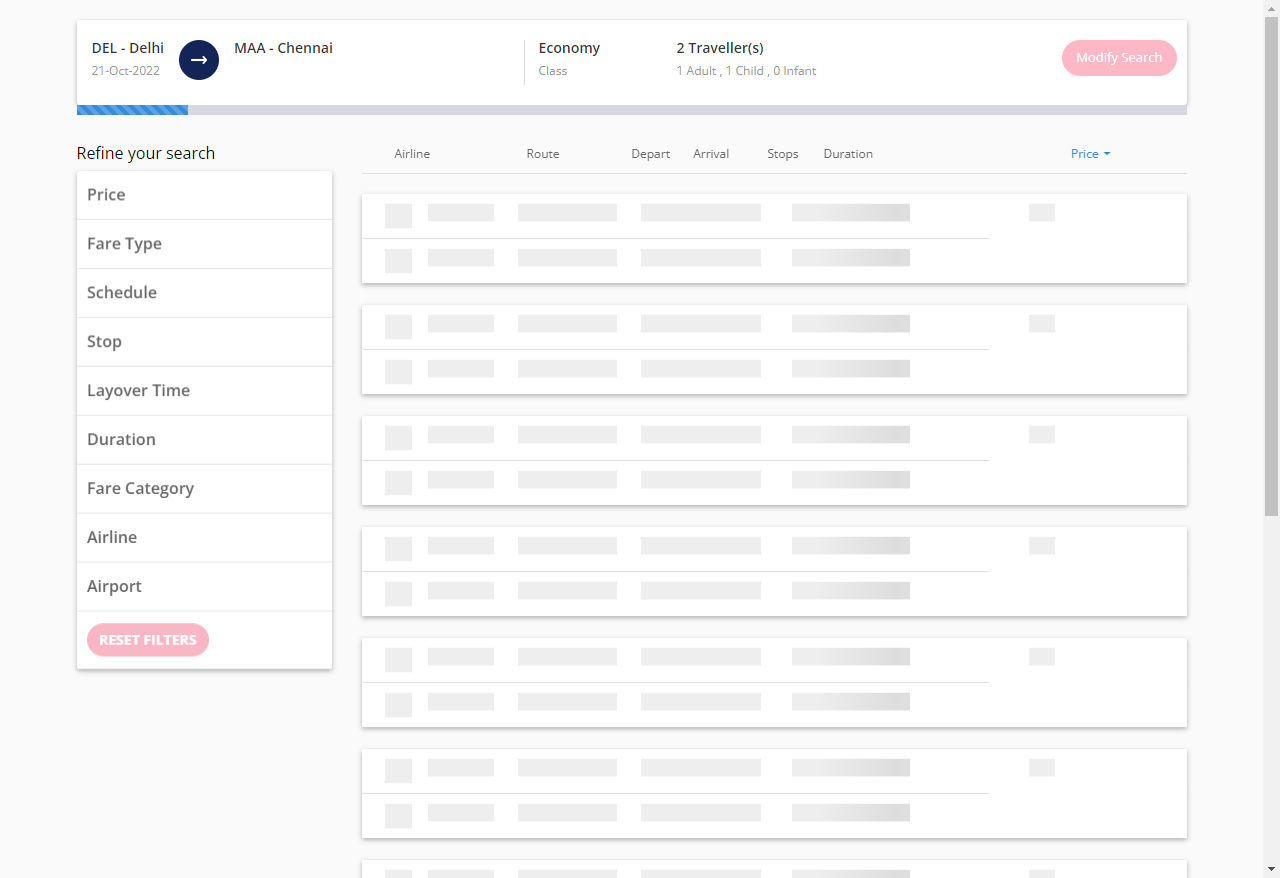 DEL - Delhi
21-Oct-2022
MAA - Chennai
Economy
Class
2 Traveller(s)
1 Adult , 1 Child , 0 Infant
Modify Search
Refine your search
Price
Fare Type
Schedule
Stop
Layover Time
Duration
Fare Category
Airline
Airport
RESET FILTERS
Airline Route Depart Arrival Stops Duration Price